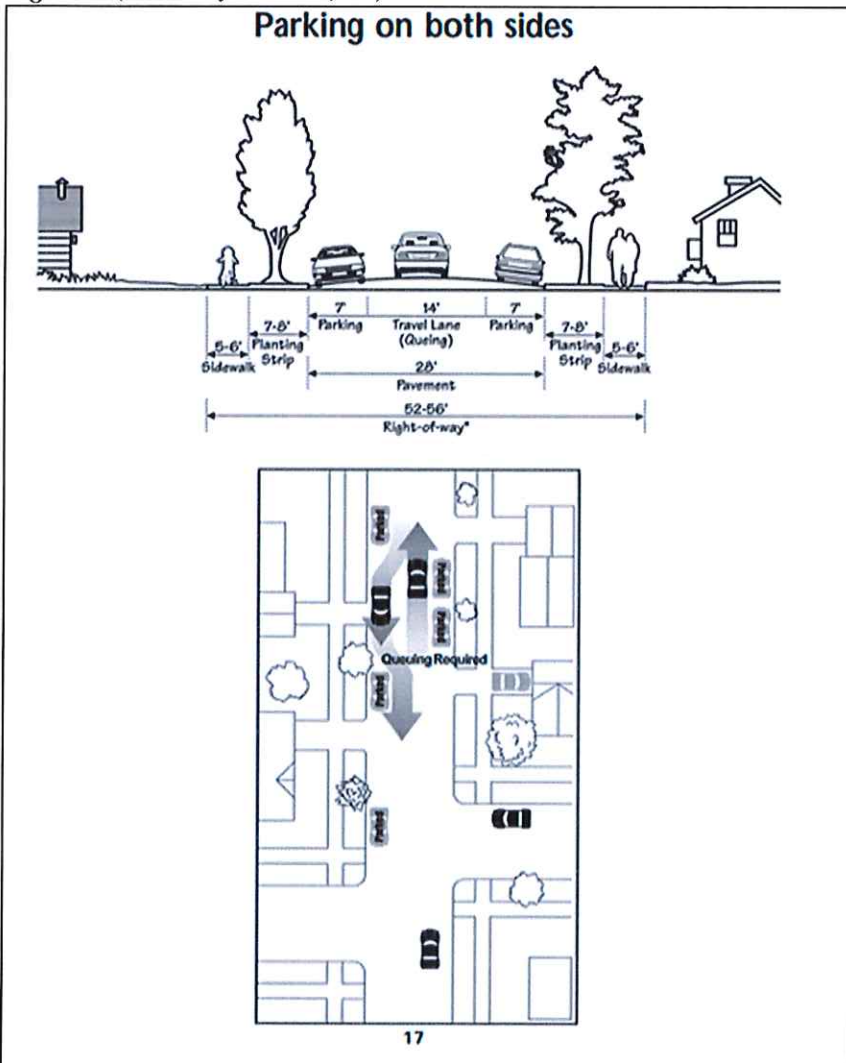 Parking on both sides
7' 14' 7'
Parking Travel Lane Parking
(Queing)
7-8' 7-8'
Planting Planting
Strip Strip
5-6' 5-6'
Sidewalk Sidewalk
28'
Pavement
52-56'
Right-of-way*
Parked
Parked
Parked
Queuing Required
Parked
Parked
17